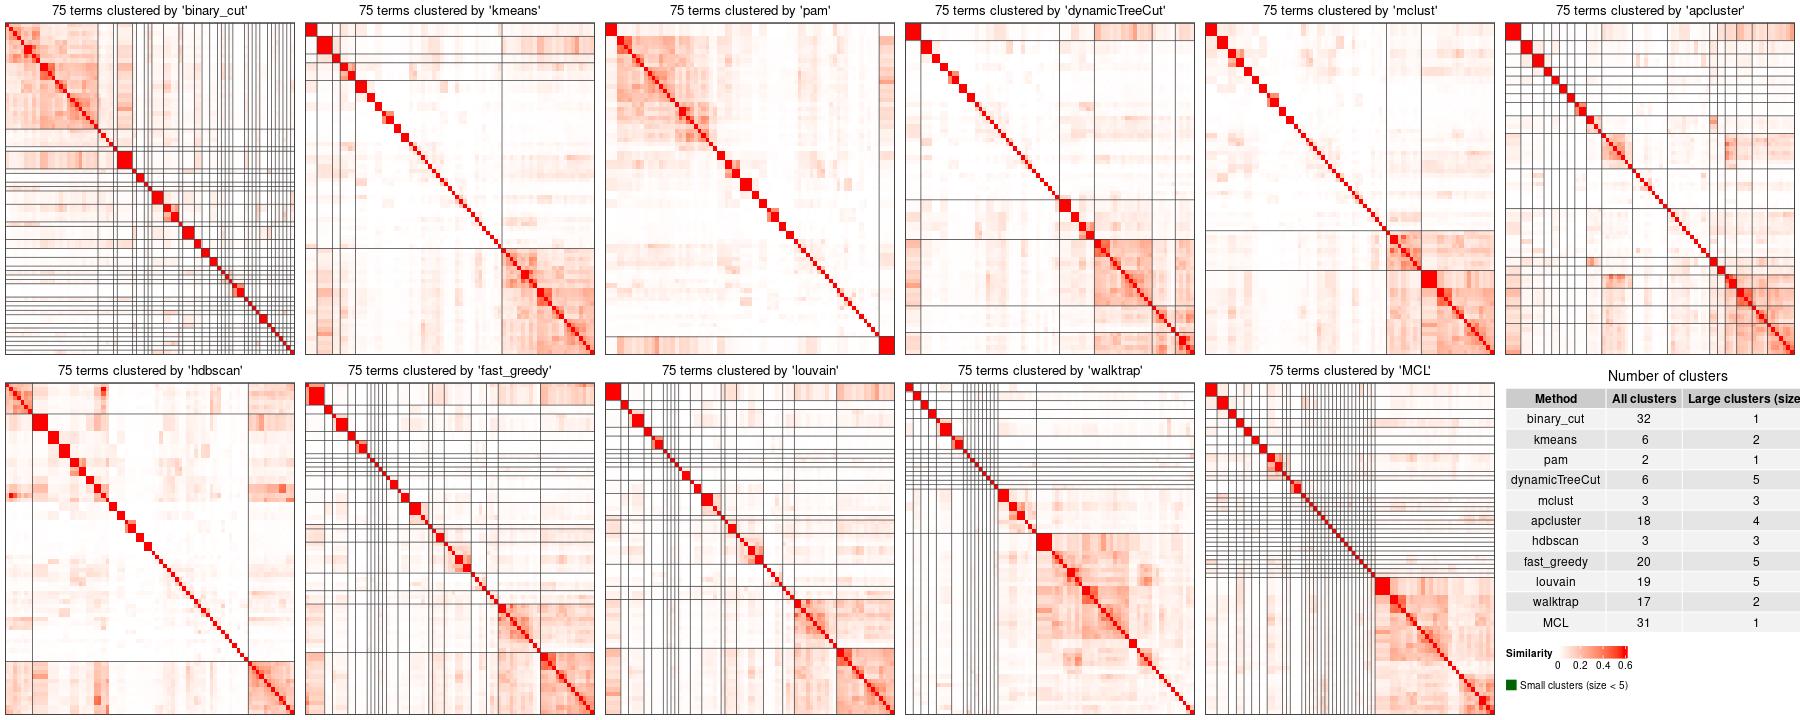 75 terms clustered by 'binary_cut'
75 terms clustered by 'kmeans'
75 terms clustered by 'pam'
75 terms clustered by 'dynamicTreeCut'
75 terms clustered by 'mclust'
75 terms clustered by 'apcluster'
75 terms clustered by 'hdbscan'
75 terms clustered by 'fast_greedy'
75 terms clustered by 'louvain'
75 terms clustered by 'walktrap'
75 terms clustered by 'MCL'
Number of clusters
Method All clusters Large clusters (size
binary_cut 32 1
kmeans 6 2
pam 2 1
dynamicTreeCut 6 5
mclust 3 3
apcluster 18 4
hdbscan 3 3
fast_greedy 20 5
louvain 19 5
walktrap 17 2
MCL 31 1
Similarity
0 0.2 0.4 0.6
Small clusters (size < 5)